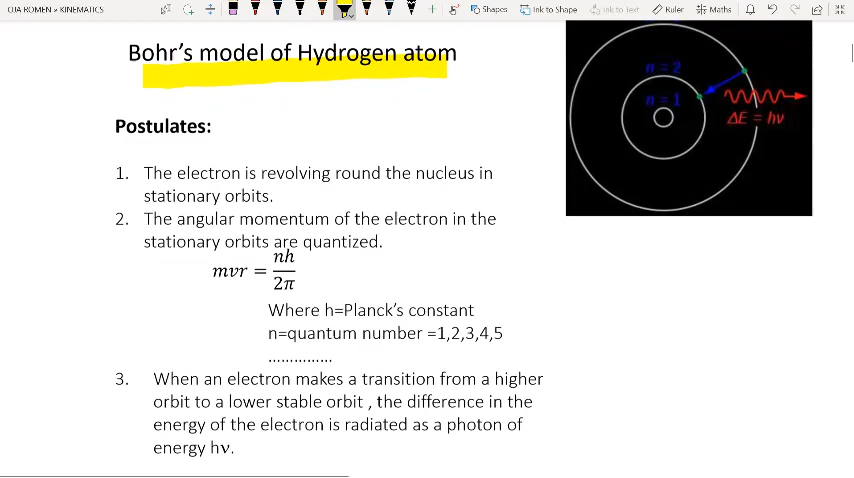 OJA ROMEN > KINEMATICS
Shapes
Ink to Shape
Ink to Text
Ruler
Maths
Bohr's model of Hydrogen atom
n = 2
n = 1
ΔE = hν
Postulates:
1. The electron is revolving round the nucleus in
stationary orbits.
2. The angular momentum of the electron in the
stationary orbits are quantized.
mvr = nh/2π
Where h=Planck's constant
n=quantum number =1,2,3,4,5
...............
3. When an electron makes a transition from a higher
orbit to a lower stable orbit , the difference in the
energy of the electron is radiated as a photon of
energy hν.